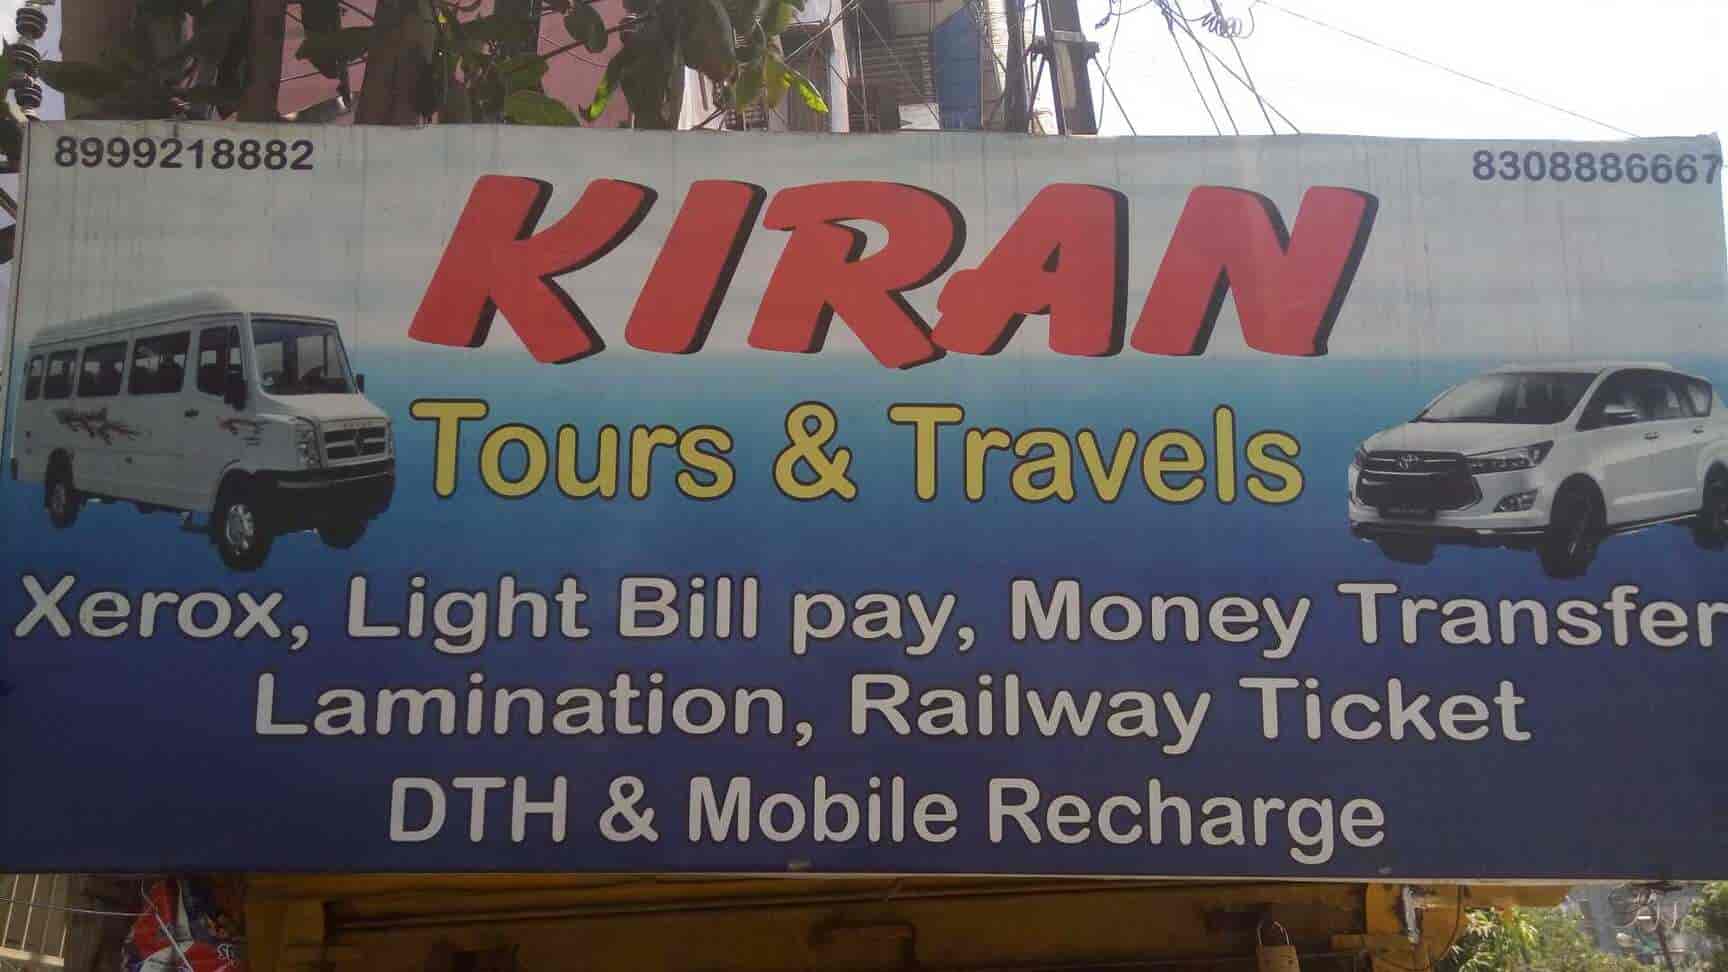 8999218882
8308886667
KIRAN
Tours & Travels
Xerox, Light Bill pay, Money Transfer
Lamination, Railway Ticket
DTH & Mobile Recharge